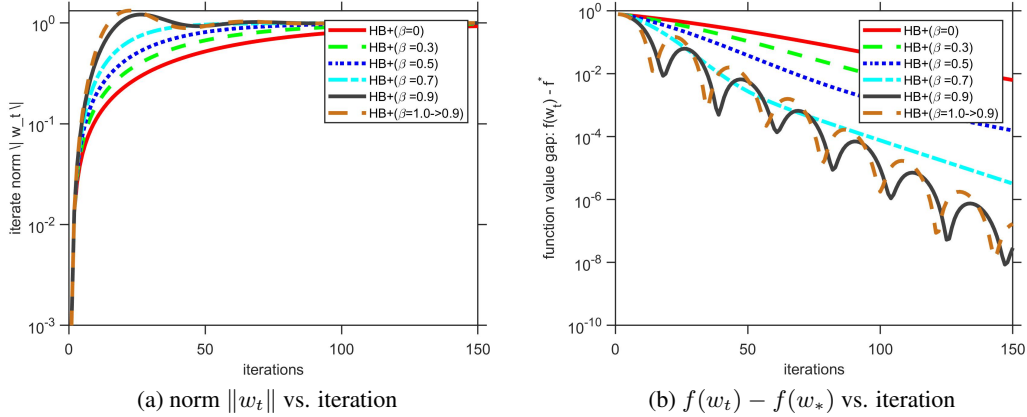 10^0
10^-1
10^-2
10^-3
iterate norm \| w_t \|
0
50
100
150
iterations
HB+(β=0)
HB+(β =0.3)
HB+(β =0.5)
HB+(β =0.7)
HB+(β =0.9)
HB+(β=1.0->0.9)
(a) norm ∥w_t∥ vs. iteration
10^0
10^-2
10^-4
10^-6
10^-8
10^-10
function value gap: f(w_t) - f^*
0
50
100
150
iterations
HB+(β=0)
HB+(β =0.3)
HB+(β =0.5)
HB+(β =0.7)
HB+(β =0.9)
HB+(β=1.0->0.9)
(b) f(w_t) − f(w_*) vs. iteration